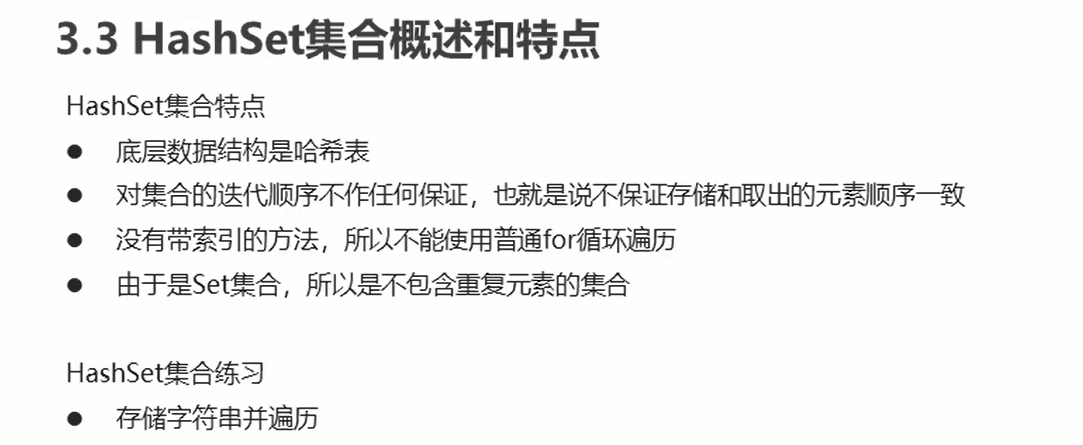 3.3 HashSet集合概述和特点
HashSet集合特点
● 底层数据结构是哈希表
● 对集合的迭代顺序不作任何保证，也就是说不保证存储和取出的元素顺序一致
● 没有带索引的方法，所以不能使用普通for循环遍历
● 由于是Set集合，所以是不包含重复元素的集合
HashSet集合练习
● 存储字符串并遍历